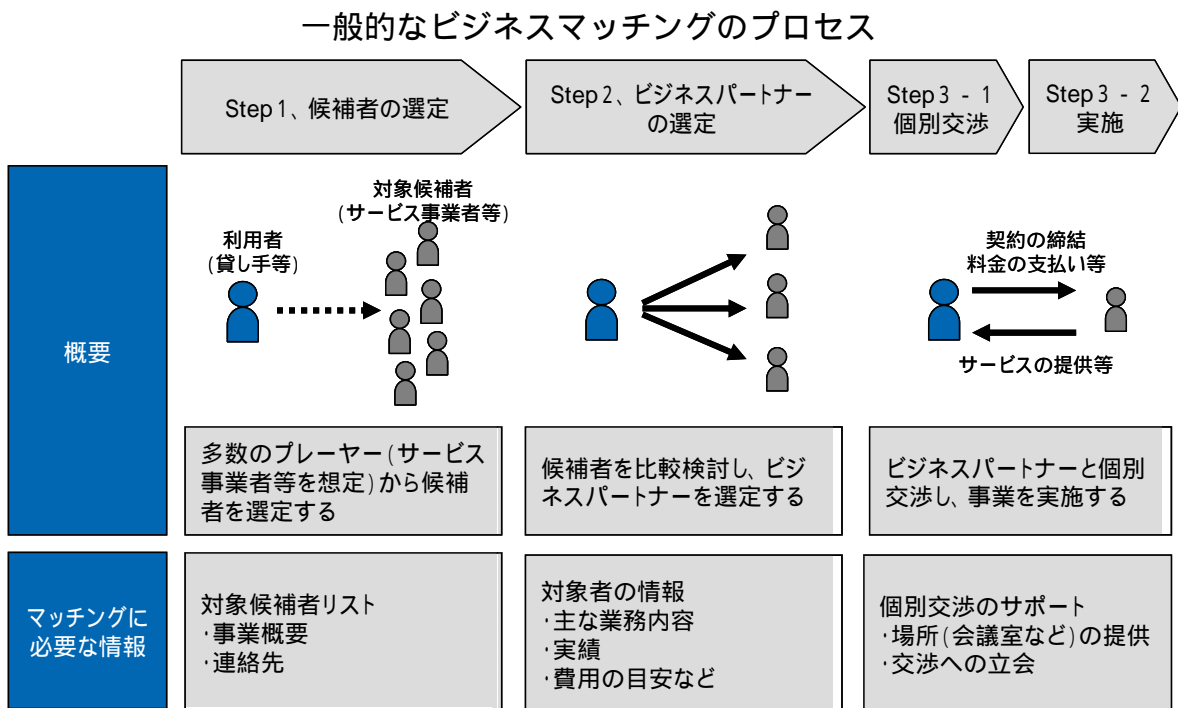 一般的なビジネスマッチングのプロセス
Step1、候補者の選定
Step2、ビジネスパートナー
の選定
Step3-1
個別交渉
Step3-2
実施
概要
利用者
(貸し手等)
対象候補者
(サービス事業者等)
契約の締結
料金の支払い等
サービスの提供等
多数のプレーヤー(サービス
事業者等を想定)から候補
者を選定する
候補者を比較検討し、ビジ
ネスパートナーを選定する
ビジネスパートナーと個別
交渉し、事業を実施する
マッチングに
必要な情報
対象候補者リスト
・事業概要
・連絡先
対象者の情報
・主な業務内容
・実績
・費用の目安など
個別交渉のサポート
・場所(会議室など)の提供
・交渉への立会